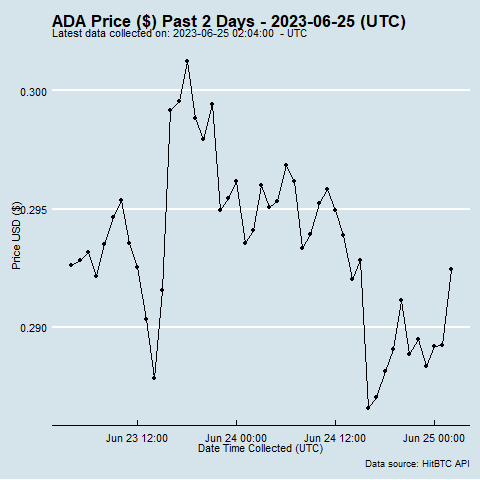 ADA Price ($) Past 2 Days - 2023-06-25 (UTC)
Latest data collected on: 2023-06-25 02:04:00 - UTC
0.300
0.295
0.290
Price USD ($)
Jun 23 12:00
Jun 24 00:00
Jun 24 12:00
Jun 25 00:00
Date Time Collected (UTC)
Data source: HitBTC API